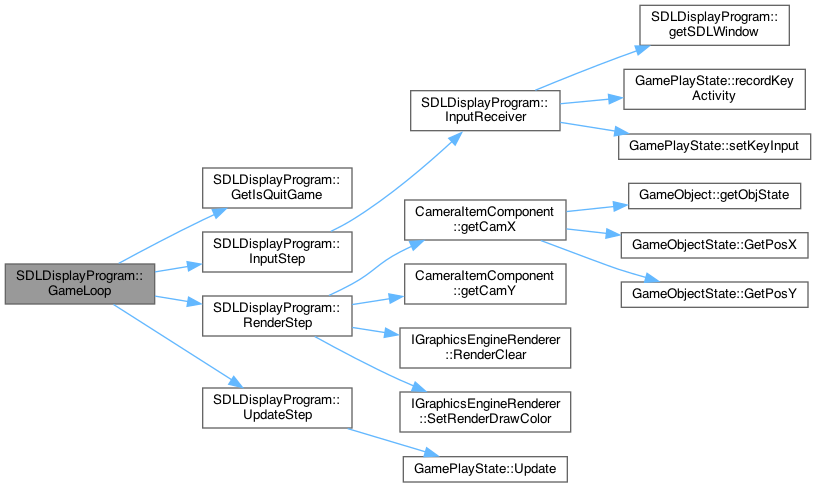 SDLDisplayProgram::
GameLoop
SDLDisplayProgram::
GetIsQuitGame
SDLDisplayProgram::
InputStep
SDLDisplayProgram::
RenderStep
SDLDisplayProgram::
UpdateStep
SDLDisplayProgram::
InputReceiver
CameraItemComponent
::getCamX
CameraItemComponent
::getCamY
IGraphicsEngineRenderer
::RenderClear
IGraphicsEngineRenderer
::SetRenderDrawColor
GamePlayState::Update
SDLDisplayProgram::
getSDLWindow
GamePlayState::recordKey
Activity
GamePlayState::setKeyInput
GameObject::getObjState
GameObjectState::GetPosX
GameObjectState::GetPosY